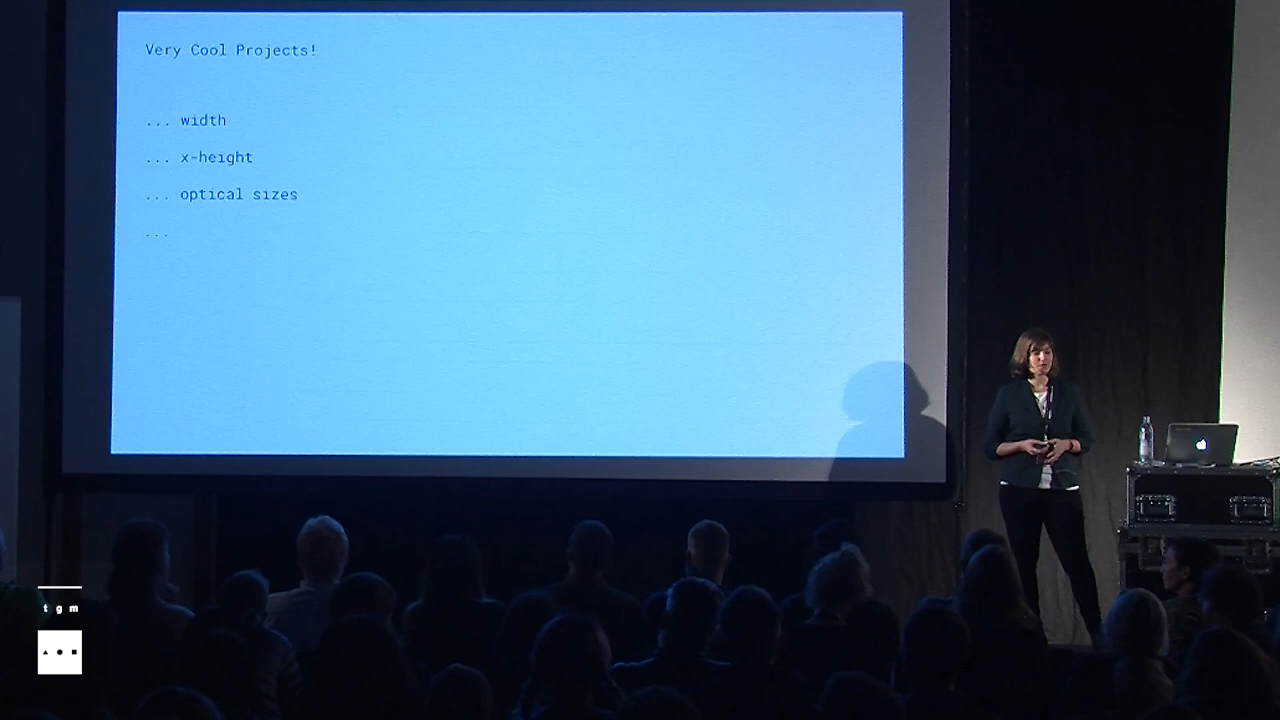 Very Cool Projects!
... width
... x-height
... optical sizes
...
t g m